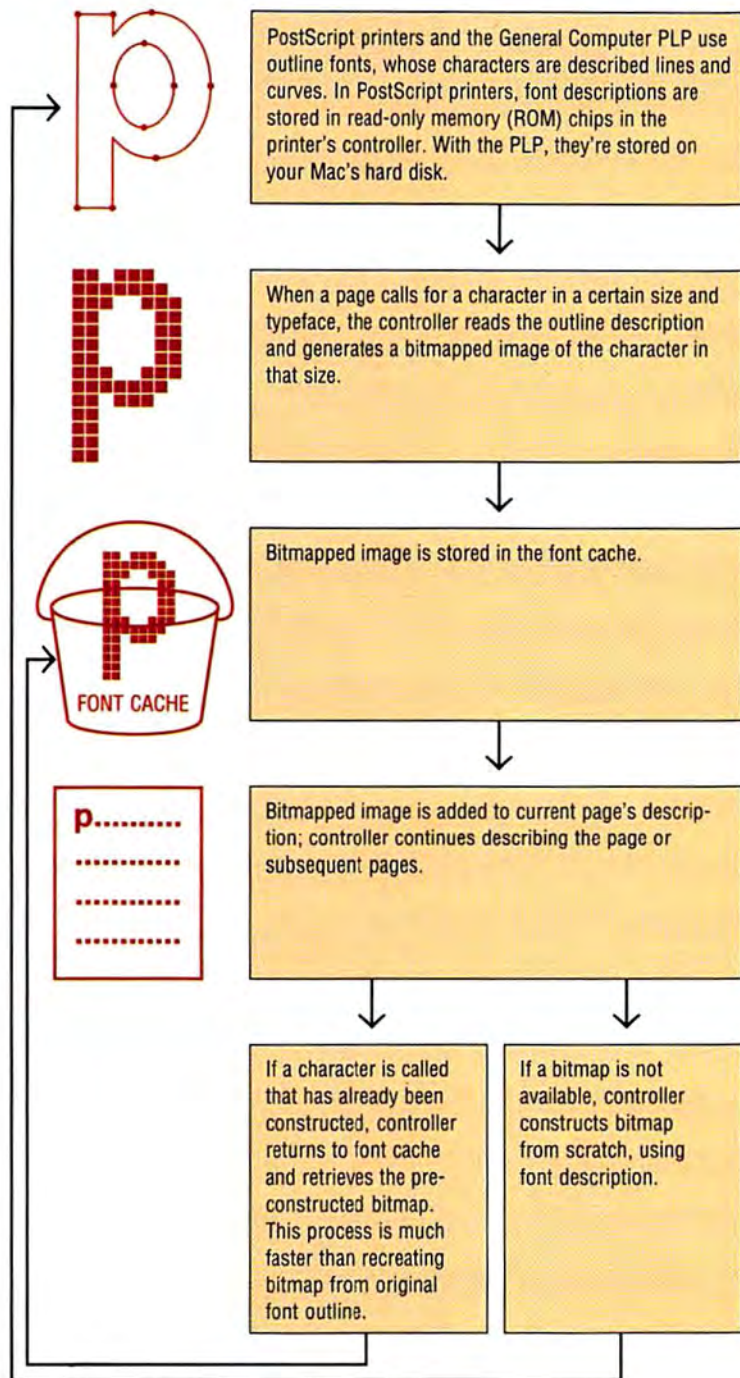 PostScript printers and the General Computer PLP use
outline fonts, whose characters are described lines and
curves. In PostScript printers, font descriptions are
stored in read-only memory (ROM) chips in the
printer's controller. With the PLP, they're stored on
your Mac's hard disk.
When a page calls for a character in a certain size and
typeface, the controller reads the outline description
and generates a bitmapped image of the character in
that size.
Bitmapped image is stored in the font cache.
FONT CACHE
Bitmapped image is added to current page's descrip-
tion; controller continues describing the page or
subsequent pages.
p...........
If a character is called
that has already been
constructed, controller
returns to font cache
and retrieves the pre-
constructed bitmap.
This process is much
faster than recreating
bitmap from original
font outline.
If a bitmap is not
available, controller
constructs bitmap
from scratch, using
font description.